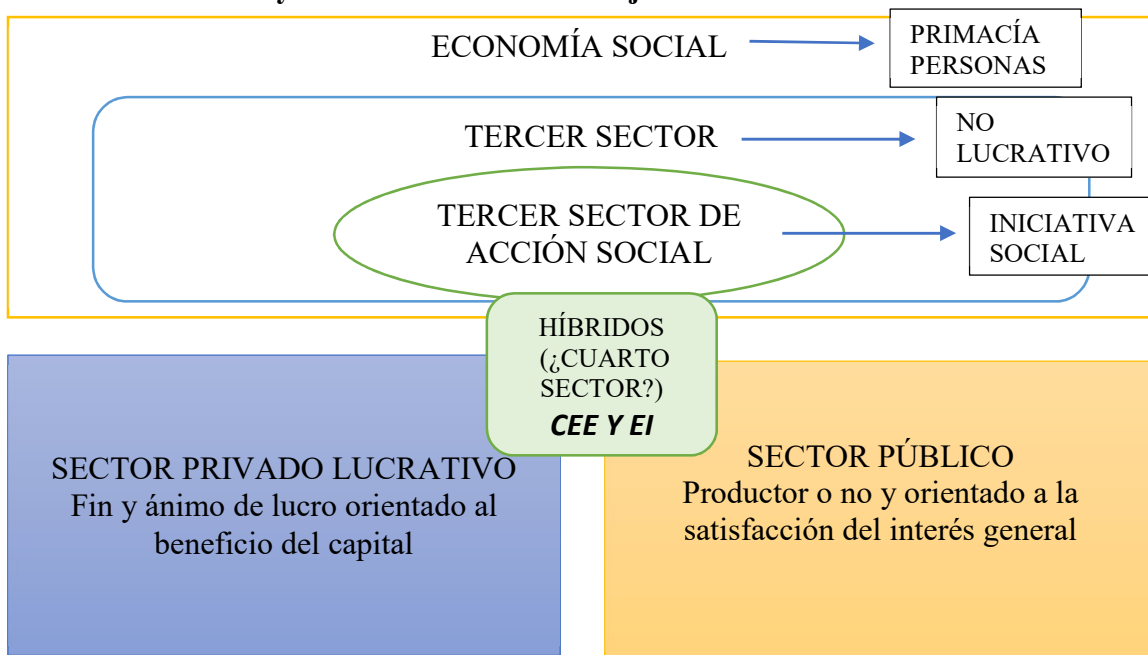 ECONOMÍA SOCIAL
PRIMACÍA
PERSONAS
TERCER SECTOR
NO
LUCRATIVO
TERCER SECTOR DE
ACCIÓN SOCIAL
INICIATIVA
SOCIAL
HÍBRIDOS
(¿CUARTO
SECTOR?)
CEE Y EI
SECTOR PRIVADO LUCRATIVO
Fin y ánimo de lucro orientado al
beneficio del capital
SECTOR PÚBLICO
Productor o no y orientado a la
satisfacción del interés general